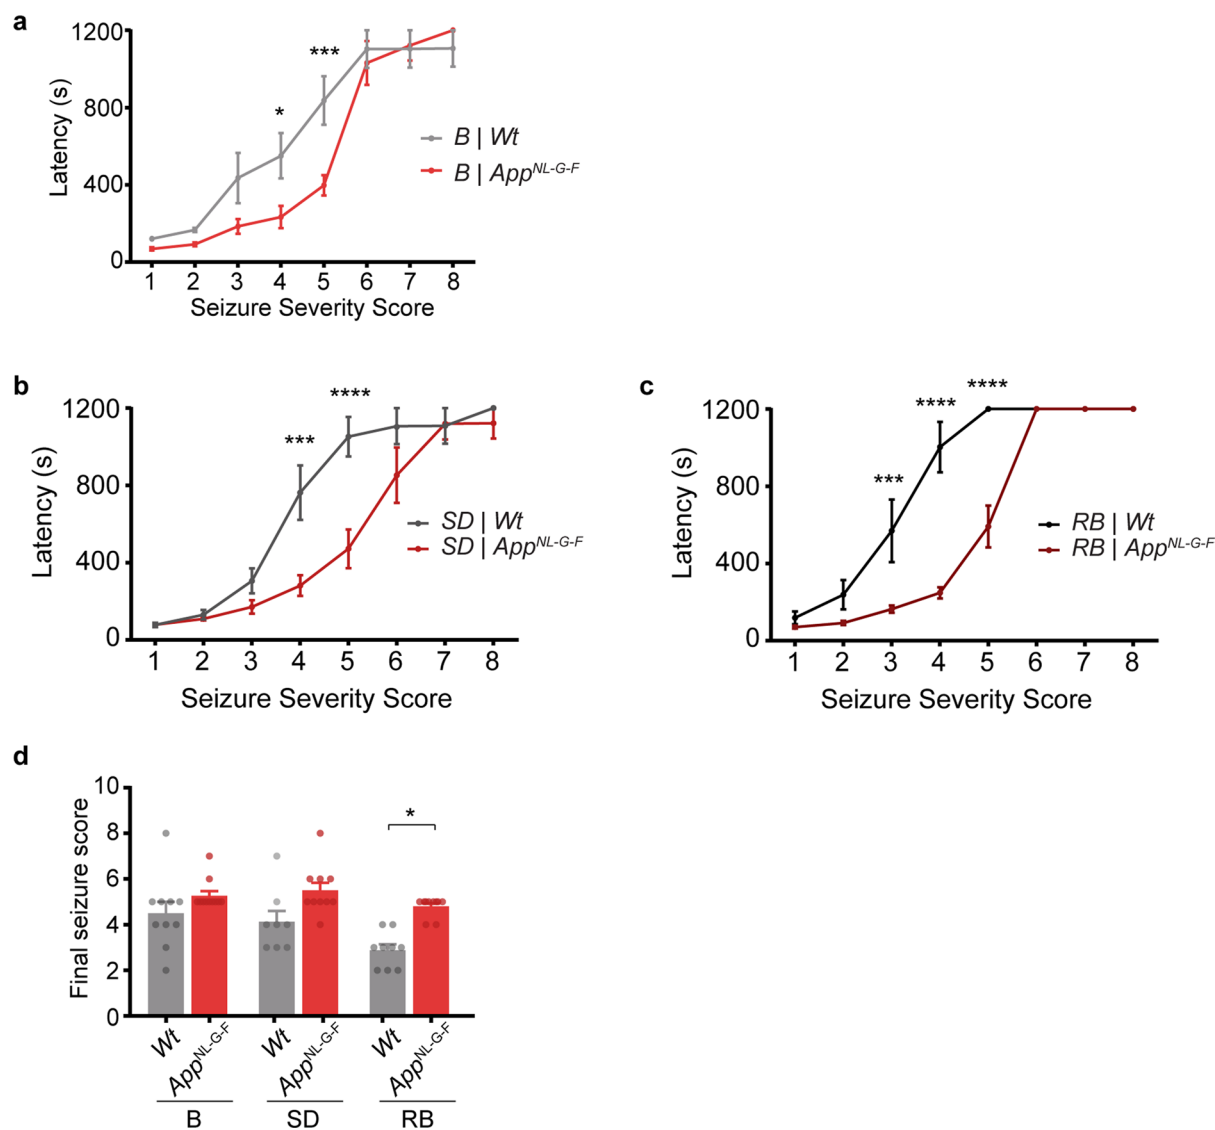 a
1200
800
400
0
Latency (s)
***
*
B | Wt
B | App^NL-G-F
1 2 3 4 5 6 7 8
Seizure Severity Score
b
1200
800
400
0
Latency (s)
****
***
SD | Wt
SD | App^NL-G-F
1 2 3 4 5 6 7 8
Seizure Severity Score
c
1200
800
400
0
Latency (s)
****
****
***
RB | Wt
RB | App^NL-G-F
1 2 3 4 5 6 7 8
Seizure Severity Score
d
10
8
6
4
2
0
Final seizure score
*
Wt App^NL-G-F Wt App^NL-G-F Wt App^NL-G-F
B SD RB